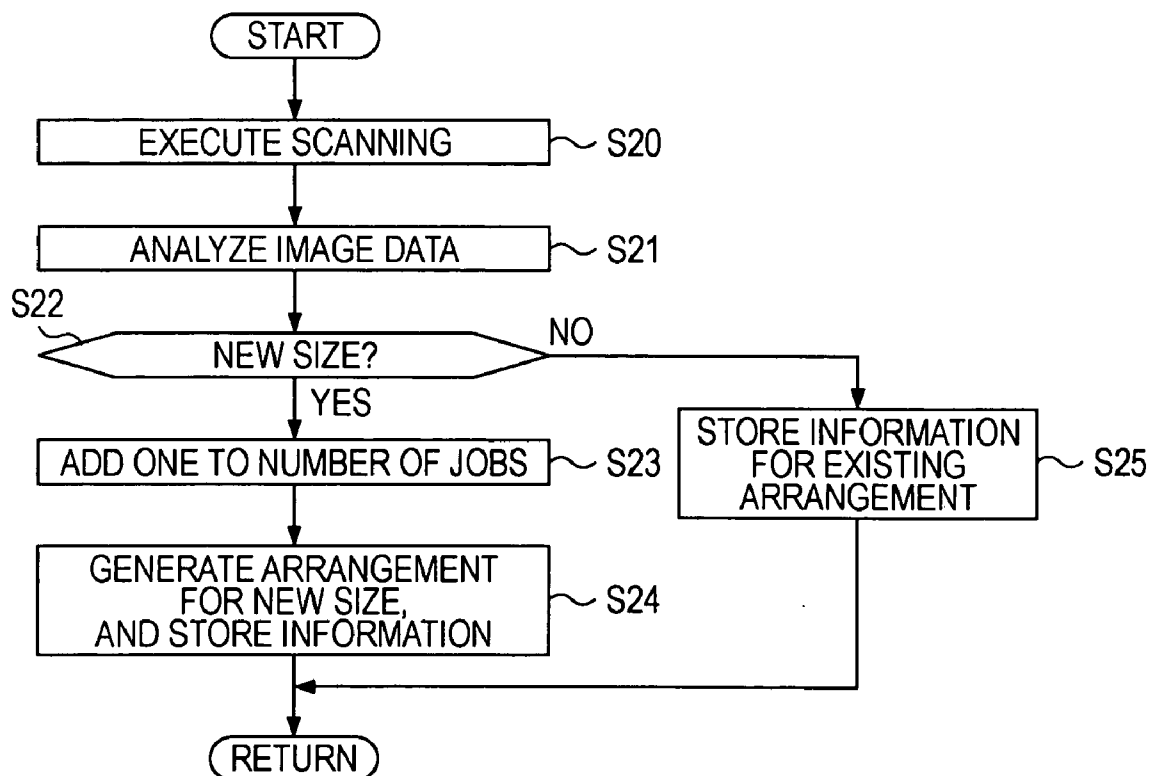 START
EXECUTE SCANNING
S20
ANALYZE IMAGE DATA
S21
S22
NEW SIZE?
NO
YES
ADD ONE TO NUMBER OF JOBS
S23
STORE INFORMATION
FOR EXISTING
ARRANGEMENT
S25
GENERATE ARRANGEMENT
FOR NEW SIZE,
AND STORE INFORMATION
S24
RETURN